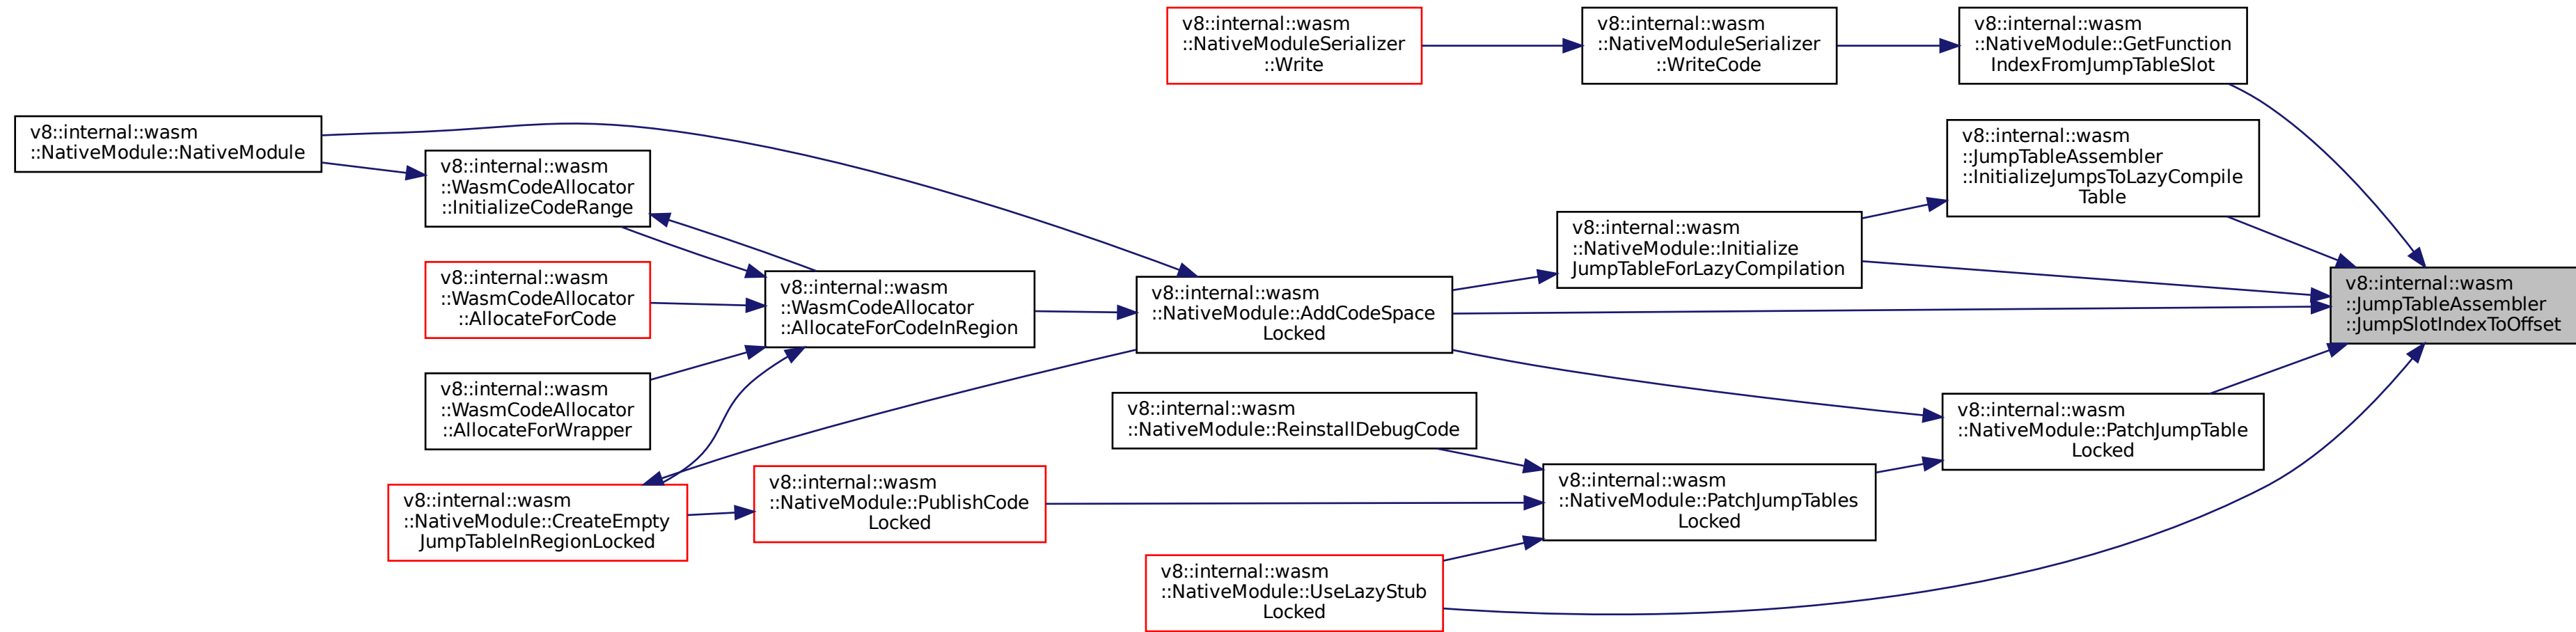 v8::internal::wasm
::NativeModuleSerializer
::Write
v8::internal::wasm
::NativeModuleSerializer
::WriteCode
v8::internal::wasm
::NativeModule::GetFunction
IndexFromJumpTableSlot
v8::internal::wasm
::NativeModule::NativeModule
v8::internal::wasm
::JumpTableAssembler
::InitializeJumpsToLazyCompile
Table
v8::internal::wasm
::WasmCodeAllocator
::InitializeCodeRange
v8::internal::wasm
::NativeModule::Initialize
JumpTableForLazyCompilation
v8::internal::wasm
::WasmCodeAllocator
::AllocateForCode
v8::internal::wasm
::WasmCodeAllocator
::AllocateForCodeInRegion
v8::internal::wasm
::NativeModule::AddCodeSpace
Locked
v8::internal::wasm
::JumpTableAssembler
::JumpSlotIndexToOffset
v8::internal::wasm
::WasmCodeAllocator
::AllocateForWrapper
v8::internal::wasm
::NativeModule::ReinstallDebugCode
v8::internal::wasm
::NativeModule::PatchJumpTable
Locked
v8::internal::wasm
::NativeModule::CreateEmpty
JumpTableInRegionLocked
v8::internal::wasm
::NativeModule::PublishCode
Locked
v8::internal::wasm
::NativeModule::PatchJumpTables
Locked
v8::internal::wasm
::NativeModule::UseLazyStub
Locked